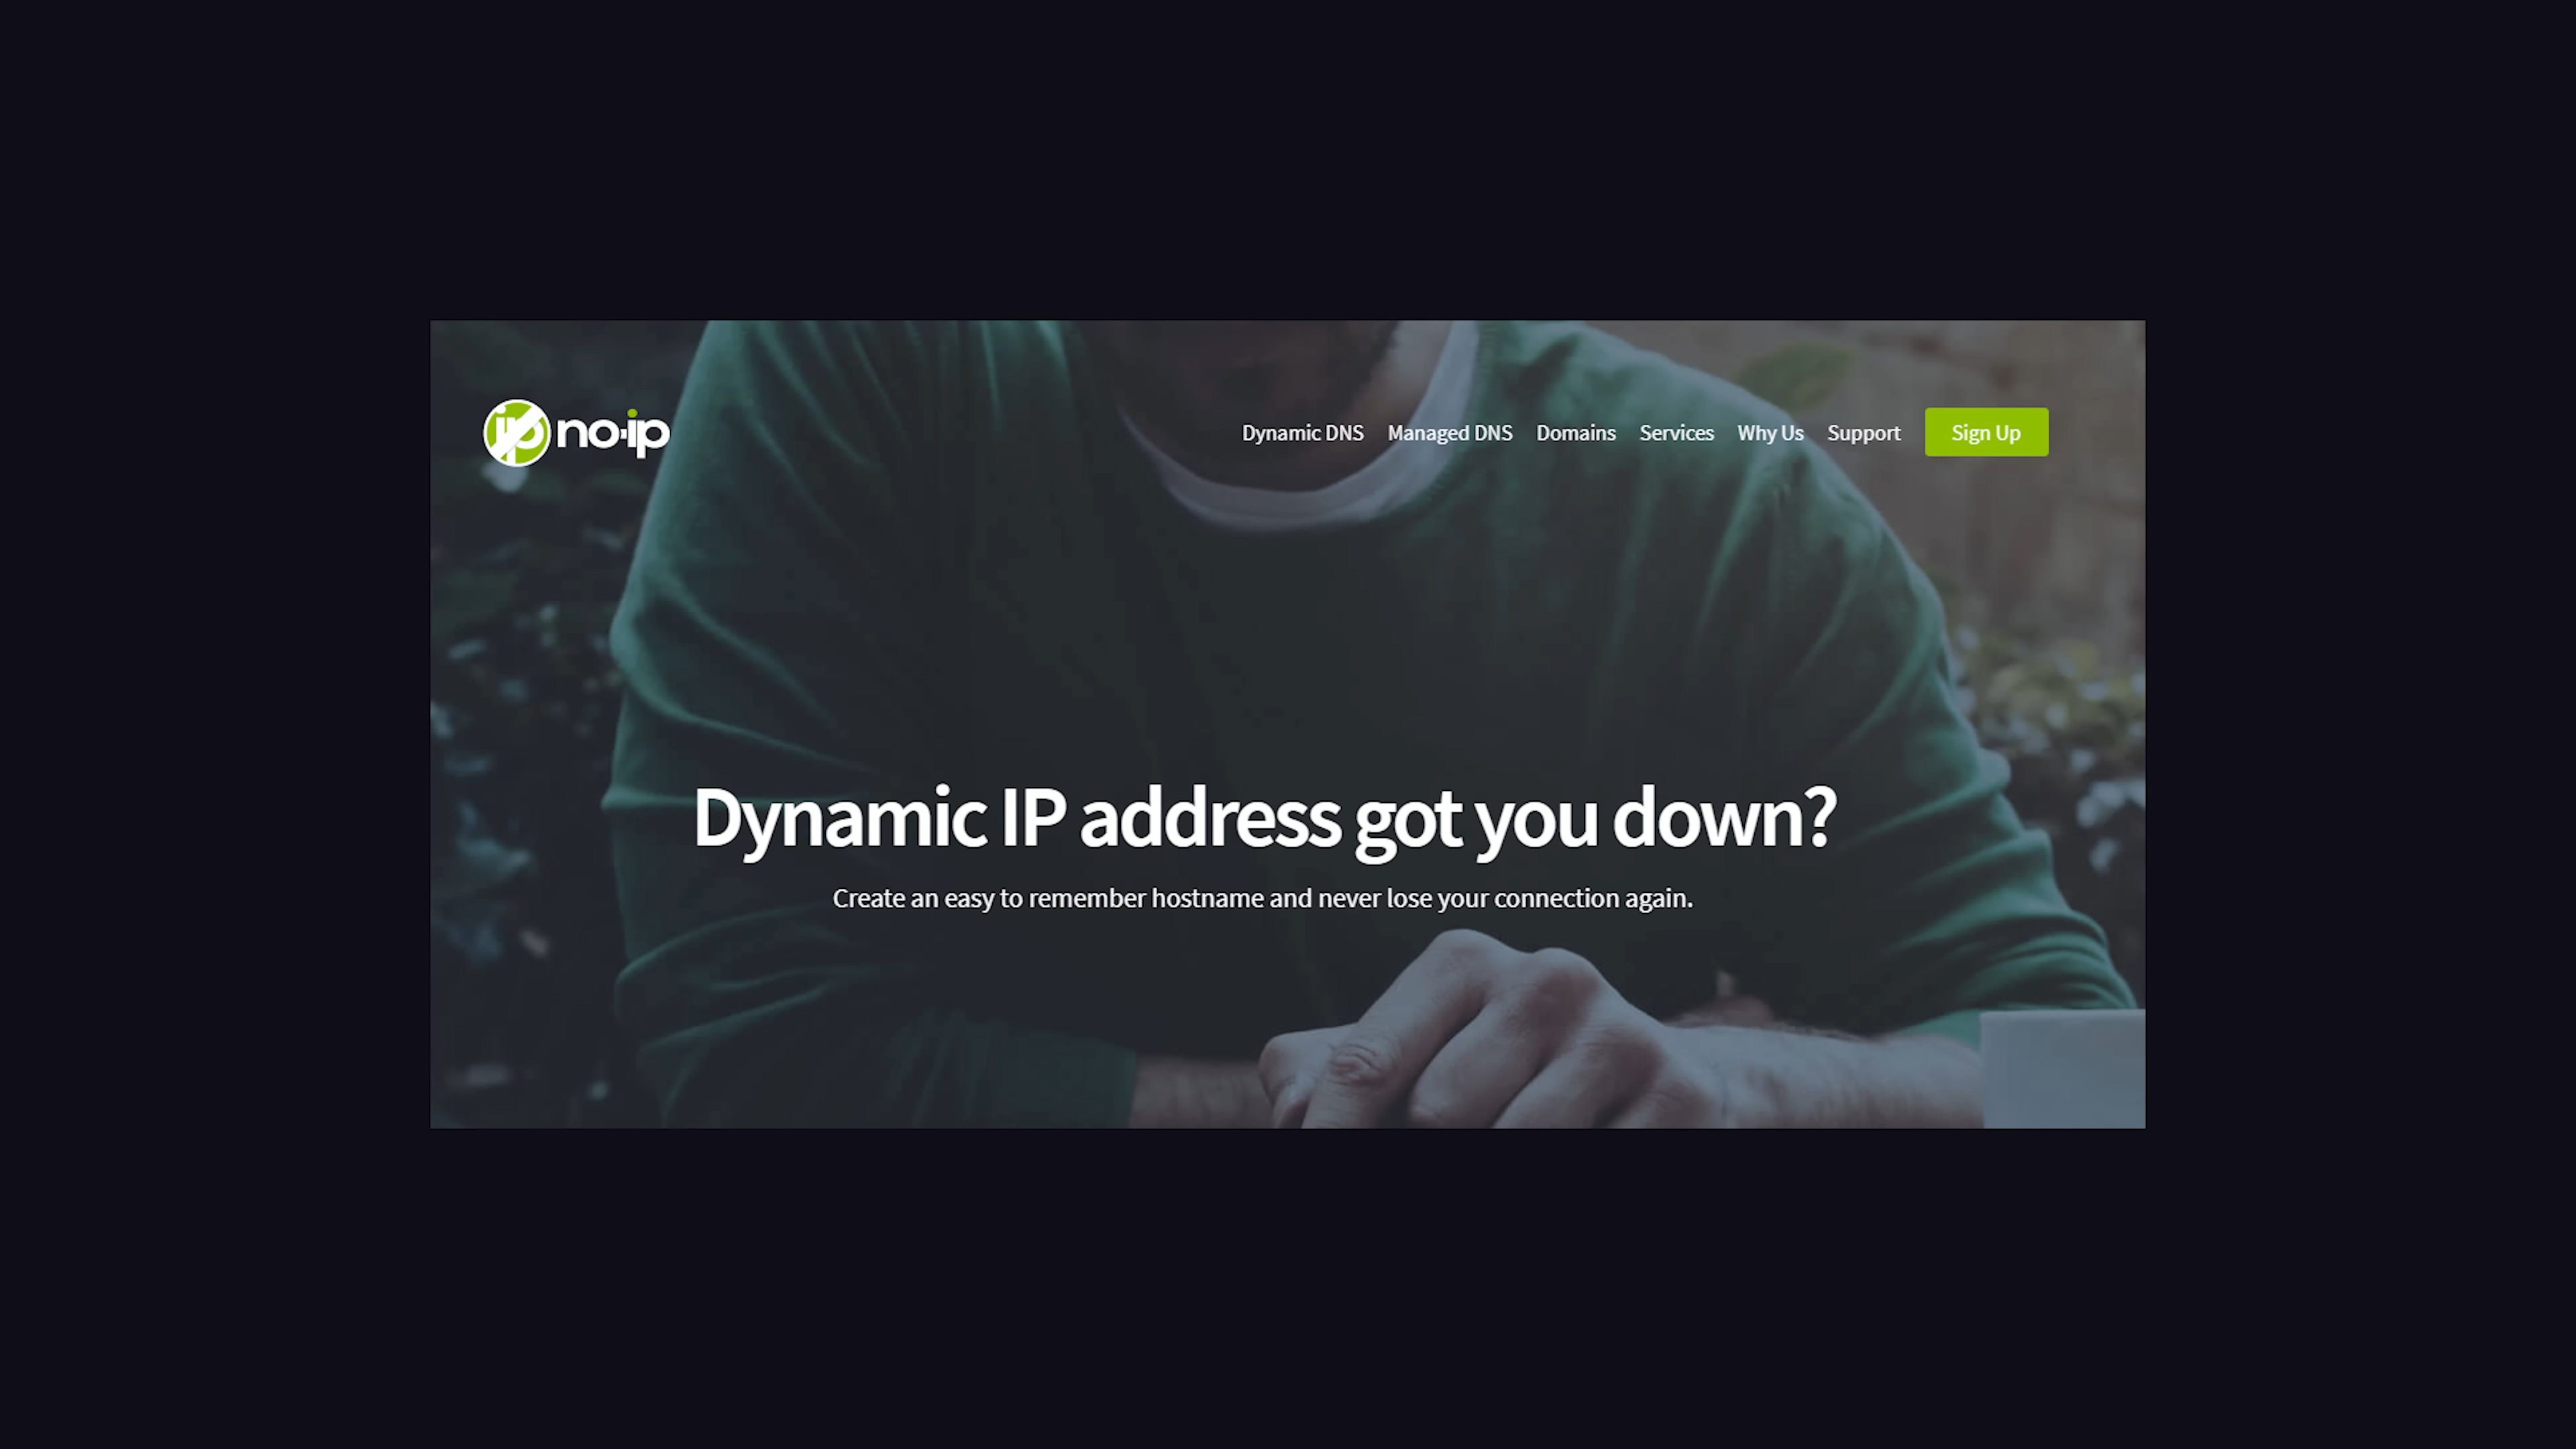 no-ip
Dynamic DNS Managed DNS Domains Services Why Us Support Sign Up
Dynamic IP address got you down?
Create an easy to remember hostname and never lose your connection again.